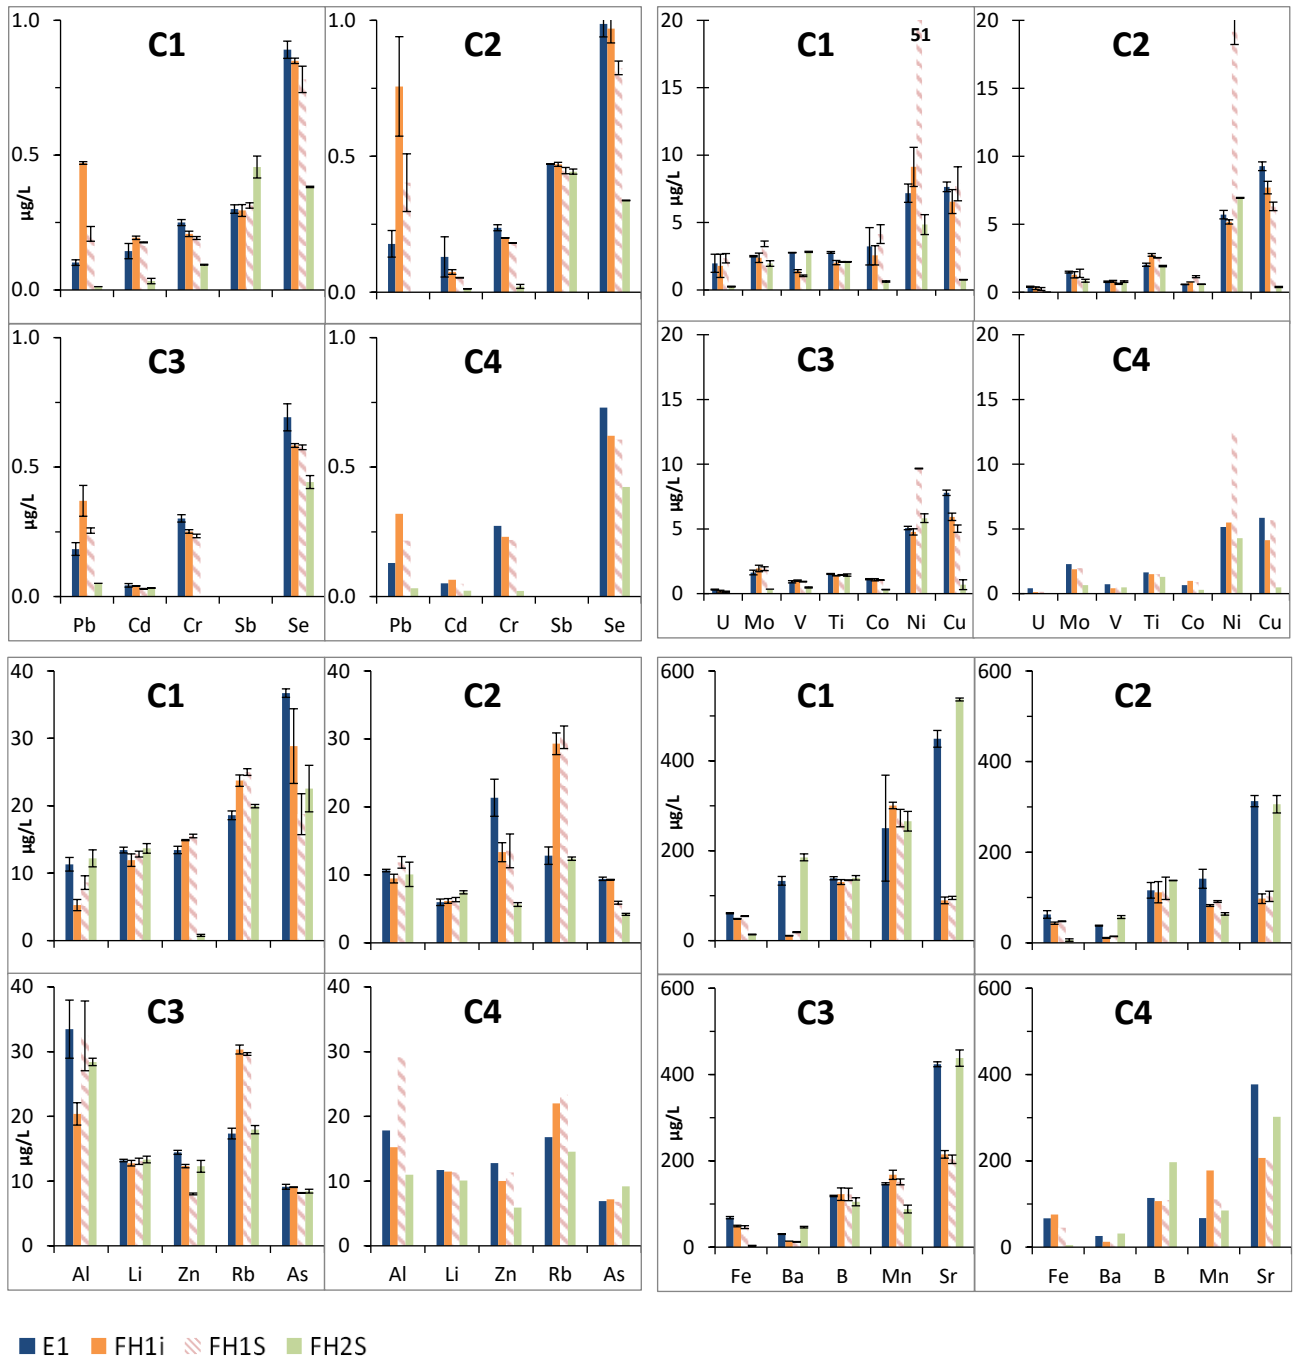 C1
C2
1.0
0.5
0.0
1.0
0.5
0.0
µg/L
C3
C4
1.0
0.5
0.0
1.0
0.5
0.0
µg/L
Pb Cd Cr Sb Se
Pb Cd Cr Sb Se
C1
C2
51
20
15
10
5
0
20
15
10
5
0
µg/L
C3
C4
20
15
10
5
0
20
15
10
5
0
µg/L
U Mo V Ti Co Ni Cu
U Mo V Ti Co Ni Cu
C1
C2
40
30
20
10
0
40
30
20
10
0
µg/L
C3
C4
40
30
20
10
0
40
30
20
10
0
µg/L
Al Li Zn Rb As
Al Li Zn Rb As
C1
C2
600
400
200
0
600
400
200
0
µg/L
C3
C4
600
400
200
0
600
400
200
0
µg/L
Fe Ba B Mn Sr
Fe Ba B Mn Sr
E1 FH1i FH1S FH2S